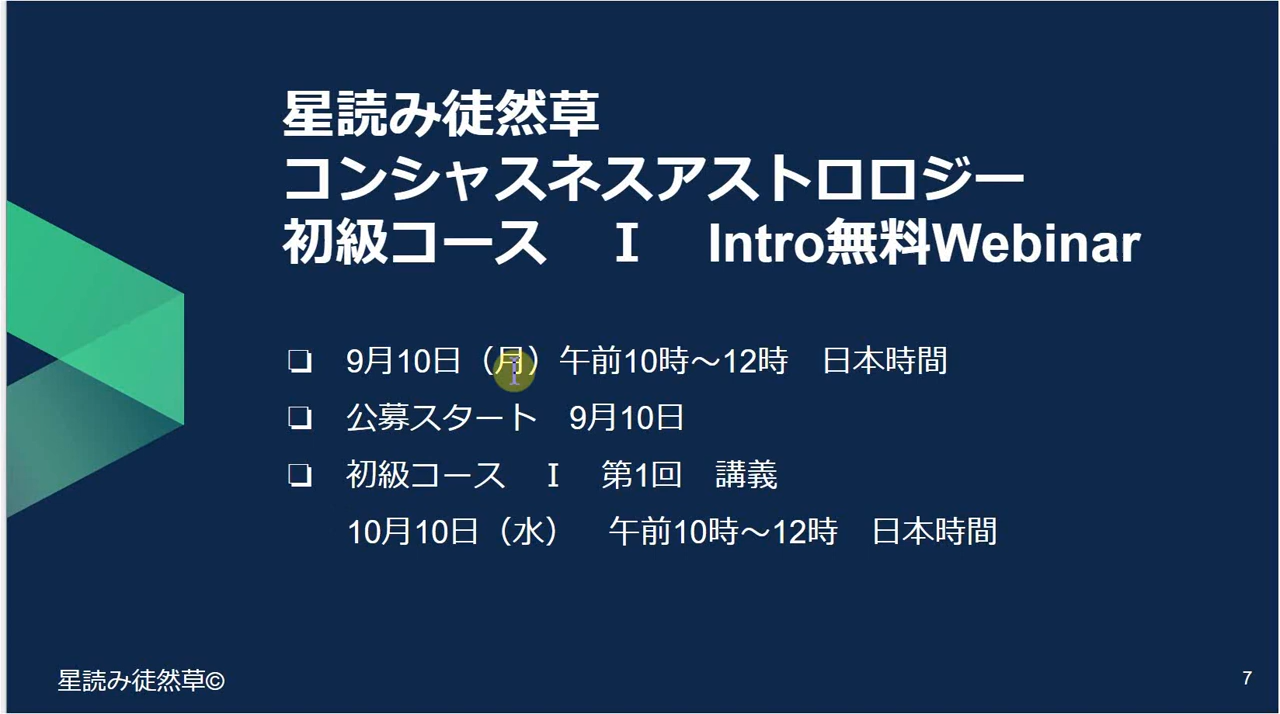 星読み徒然草
コンシャスネスアストロロジー
初級コース　Ⅰ　Intro無料Webinar
❏ 9月10日（月）午前10時～12時　日本時間
❏ 公募スタート　9月10日
❏ 初級コース　Ⅰ　第1回　講義
10月10日（水）　午前10時～12時　日本時間
星読み徒然草©
7